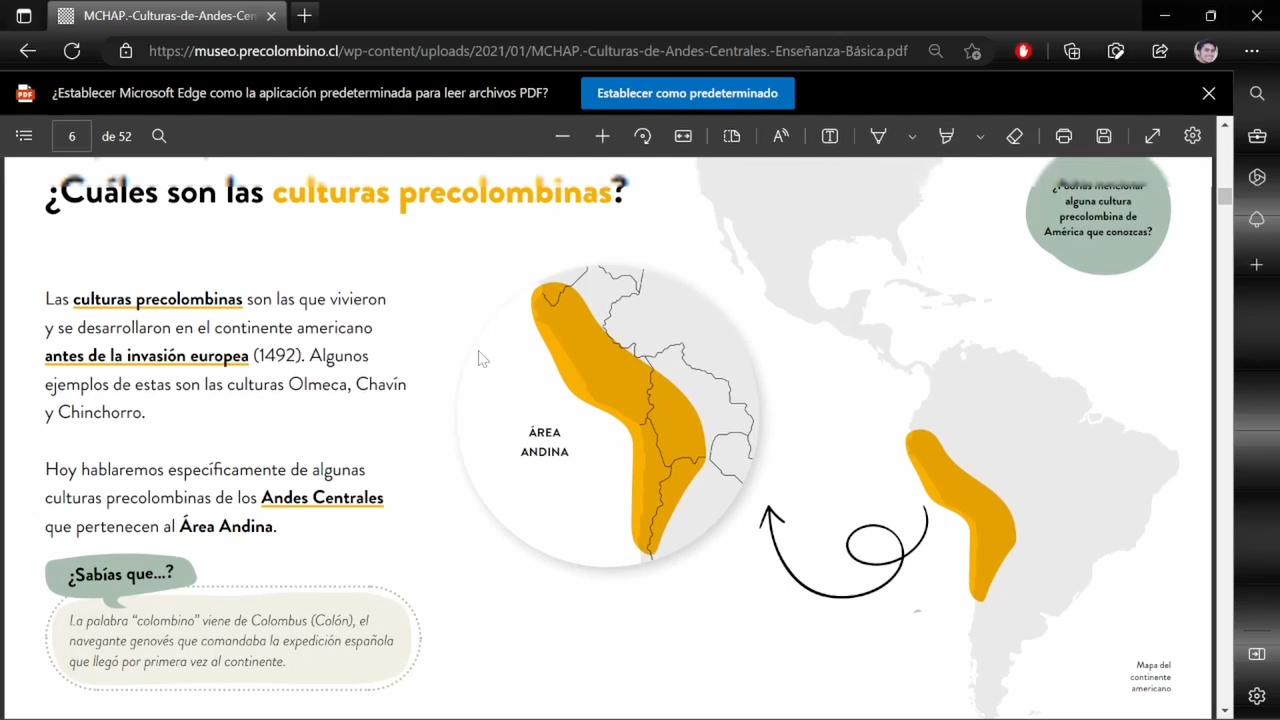 MCHAP.-Culturas-de-Andes-Cen
https://museo.precolombino.cl/wp-content/uploads/2021/01/MCHAP.-Culturas-de-Andes-Centrales.-Enseñanza-Básica.pdf
¿Establecer Microsoft Edge como la aplicación predeterminada para leer archivos PDF?
Establecer como predeterminado
6 de 52
¿Cuáles son las culturas precolombinas?
¿Podrías mencionar
alguna cultura
precolombina de
América que conozcas?
Las culturas precolombinas son las que vivieron
y se desarrollaron en el continente americano
antes de la invasión europea (1492). Algunos
ejemplos de estas son las culturas Olmeca, Chavín
y Chinchorro.
Hoy hablaremos específicamente de algunas
culturas precolombinas de los Andes Centrales
que pertenecen al Área Andina.
ÁREA
ANDINA
¿Sabías que...?
La palabra “colombino” viene de Colombus (Colón), el
navegante genovés que comandaba la expedición española
que llegó por primera vez al continente.
Mapa del
continente
americano